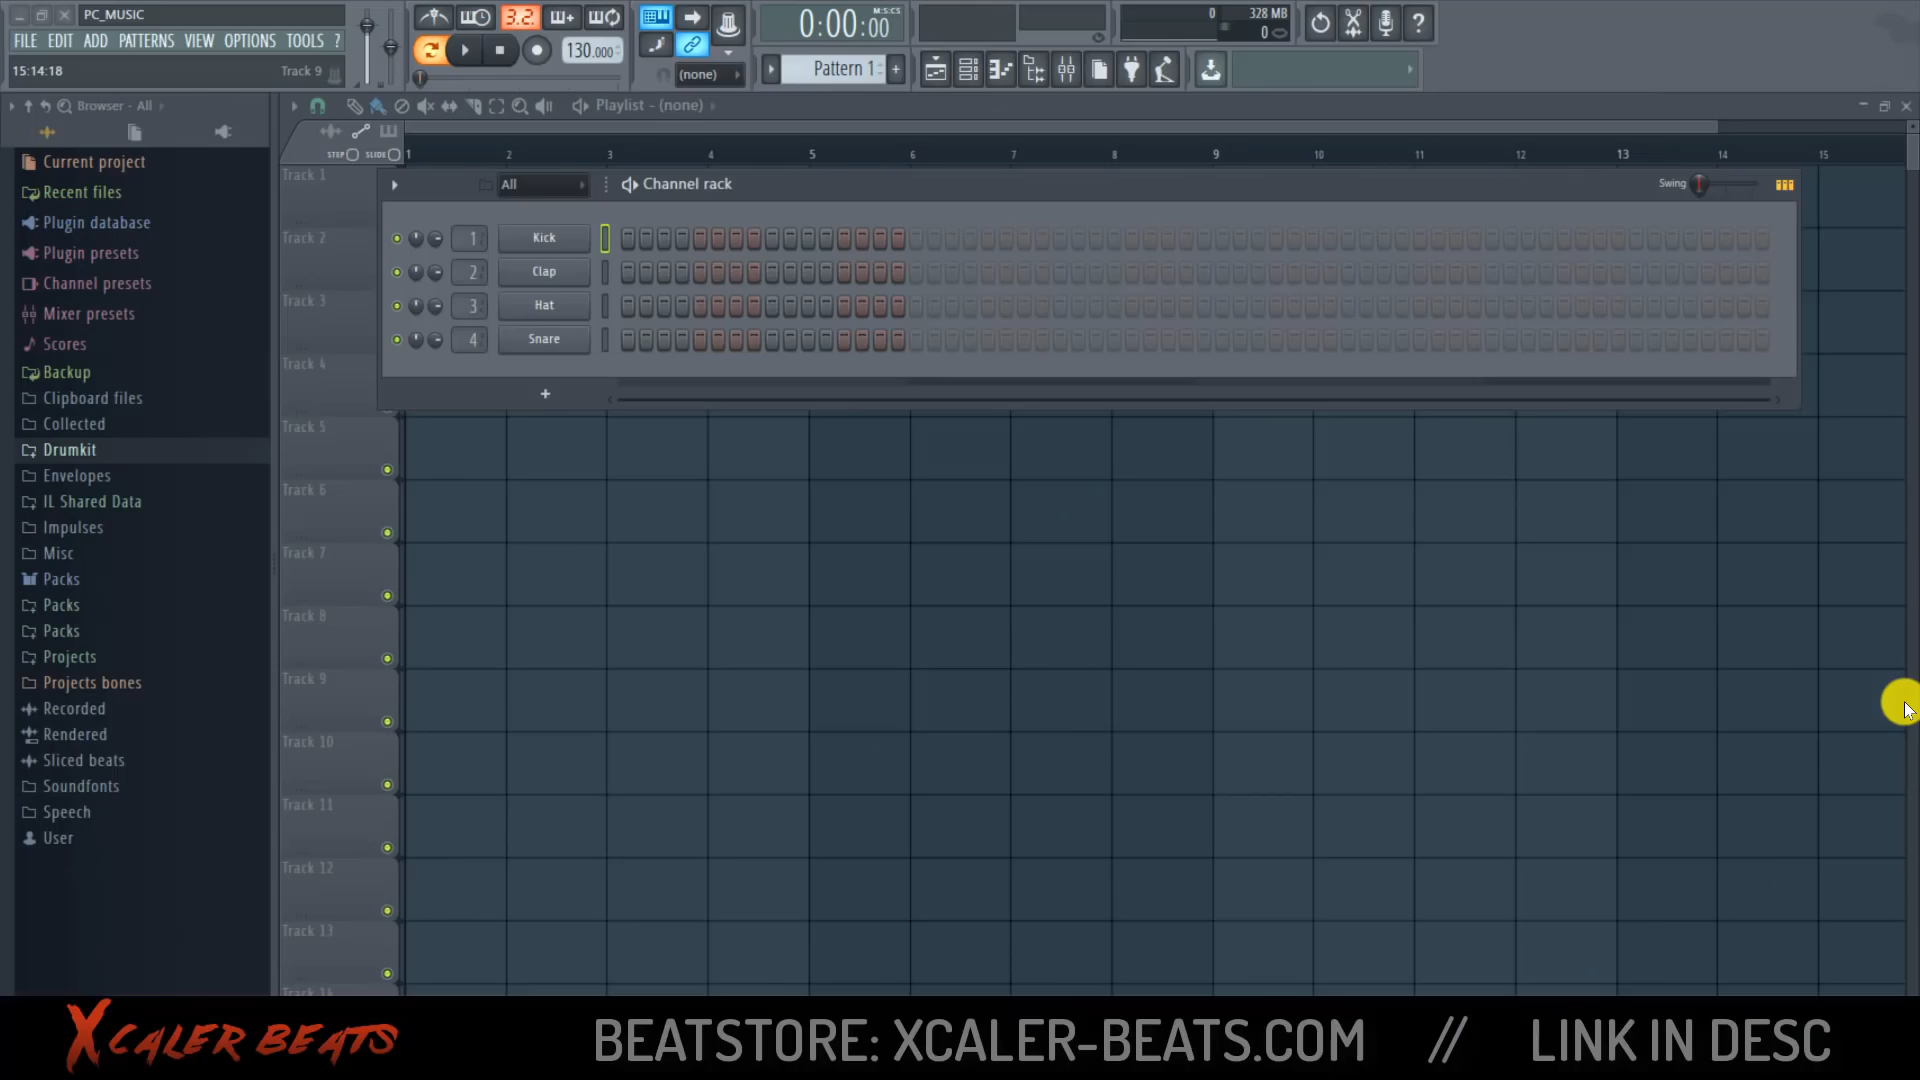 PC_MUSIC
FILE EDIT ADD PATTERNS VIEW OPTIONS TOOLS ?
15:14:18 Track 9
3.2.
130.000
(none)
0:00:00
M:S:CS
Pattern 1
0 328 MB
0
?
Browser - All
Playlist - (none)
STEP SLIDE
1 2 3 4 5 6 7 8 9 10 11 12 13 14 15
Current project
Recent files
Plugin database
Plugin presets
Channel presets
Mixer presets
Scores
Backup
Clipboard files
Collected
Drumkit
Envelopes
IL Shared Data
Impulses
Misc
Packs
Packs
Packs
Projects
Projects bones
Recorded
Rendered
Sliced beats
Soundfonts
Speech
User
All
Channel rack
Swing
1 Kick
2 Clap
3 Hat
4 Snare
+
Track 1
Track 2
Track 3
Track 4
Track 5
Track 6
Track 7
Track 8
Track 9
Track 10
Track 11
Track 12
Track 13
Track 14
XCALER BEATS
BEATSTORE: XCALER-BEATS.COM // LINK IN DESC